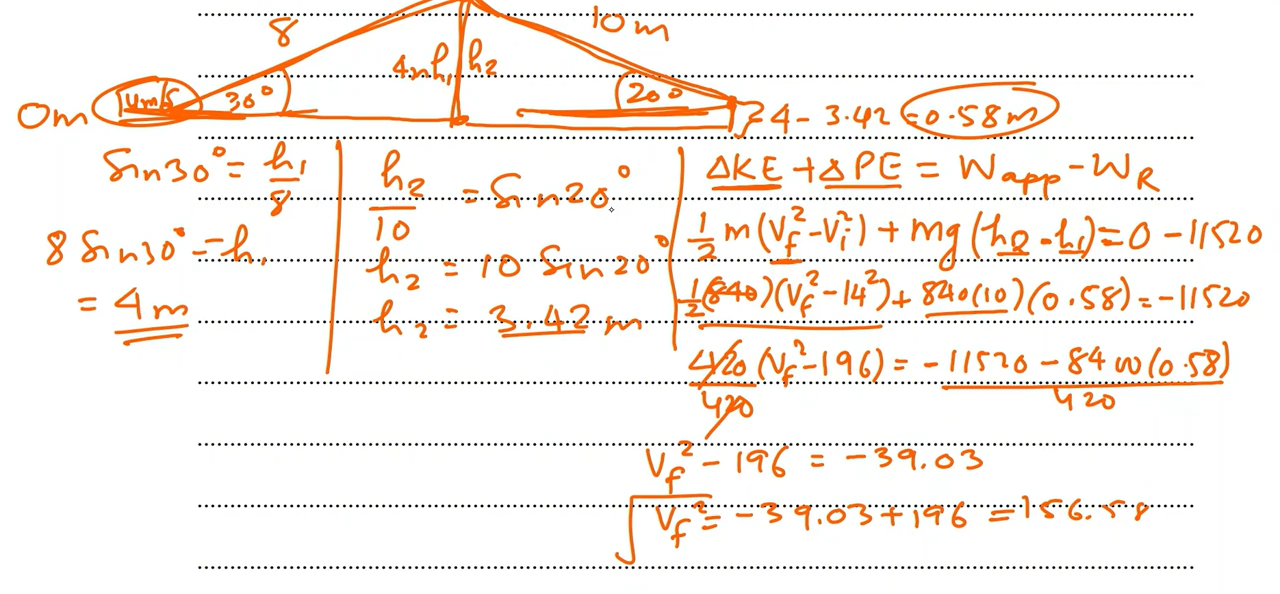 8
10m
4m h₁
h₂
0m
14m/s
30°
20°
4 - 3.42 = 0.58m
Sin30° = h₁/8
8 Sin30° = h₁
= 4m
h₂/10 = Sin20°
h₂ = 10 Sin20°
h₂ = 3.42 m
ΔKE + ΔPE = Wapp - WR
1/2 m(Vf² - Vi²) + mg(h₂ - h₁) = 0 - 11520
1/2(840)(Vf² - 14²) + 840(10)(0.58) = -11520
420(Vf² - 196)/420 = -11520 - 8400(0.58)/420
Vf² - 196 = -39.03
√Vf² = -39.03 + 196 = 156.58